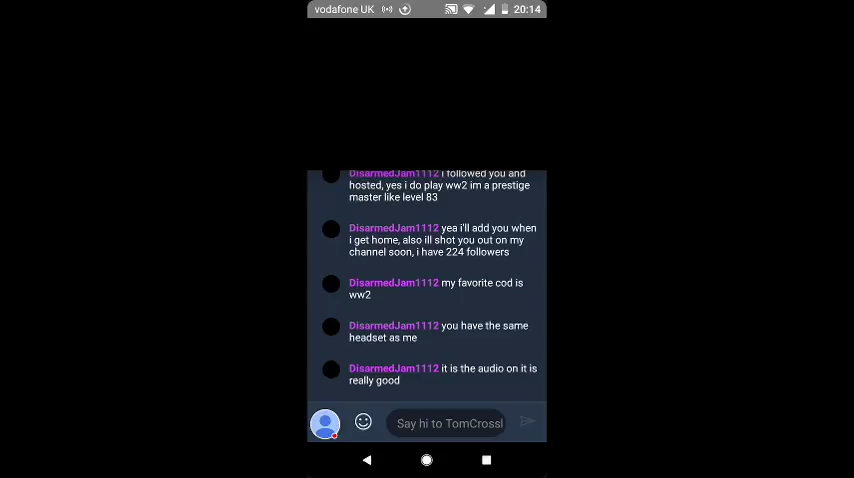 vodafone UK
20:14
DisarmedJam1112 i followed you and
hosted, yes i do play ww2 im a prestige
master like level 83
DisarmedJam1112 yea i'll add you when
i get home, also ill shot you out on my
channel soon, i have 224 followers
DisarmedJam1112 my favorite cod is
ww2
DisarmedJam1112 you have the same
headset as me
DisarmedJam1112 it is the audio on it is
really good
Say hi to TomCrossl